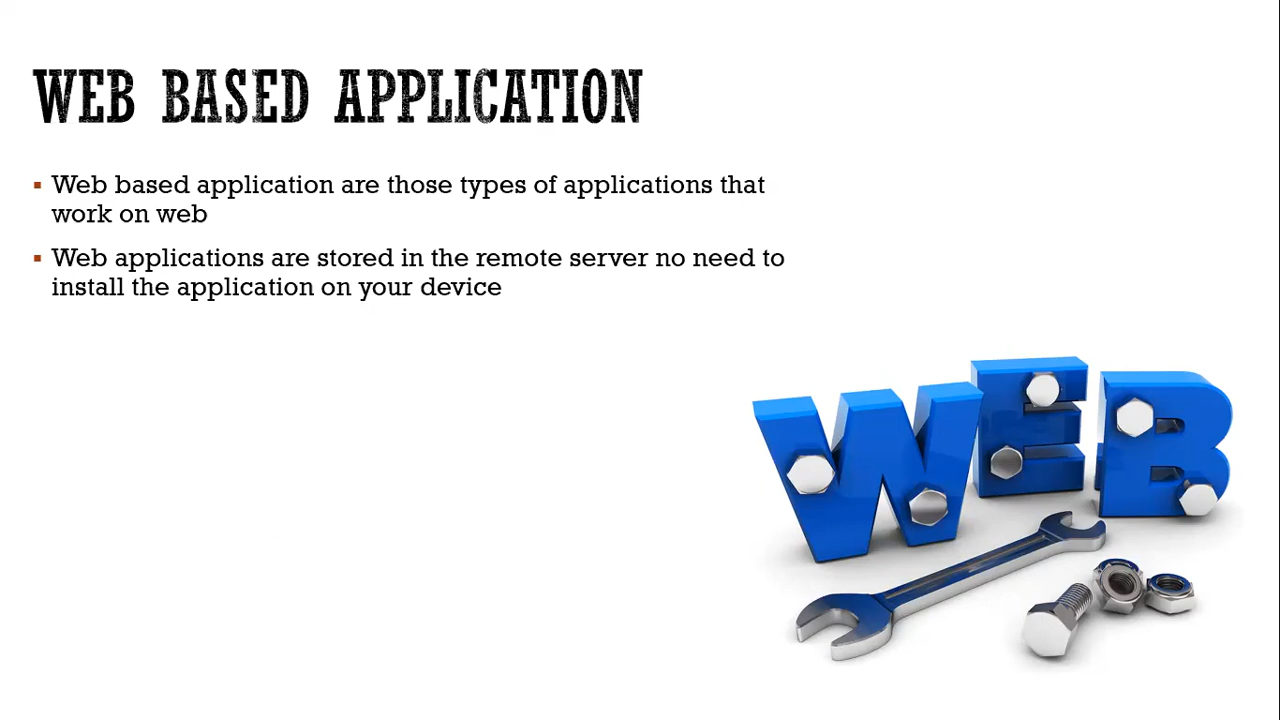 WEB BASED APPLICATION
▪ Web based application are those types of applications that
work on web
▪ Web applications are stored in the remote server no need to
install the application on your device
WEB